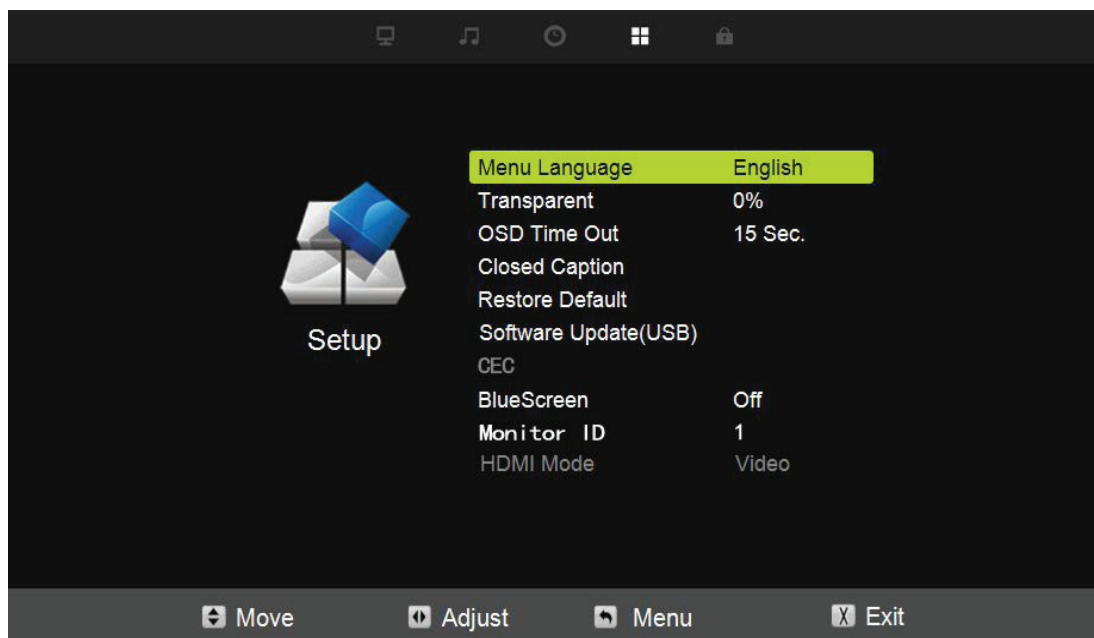 Setup
Menu Language English
Transparent 0%
OSD Time Out 15 Sec.
Closed Caption
Restore Default
Software Update(USB)
CEC
BlueScreen Off
Monitor ID 1
HDMI Mode Video
Move Adjust Menu X Exit